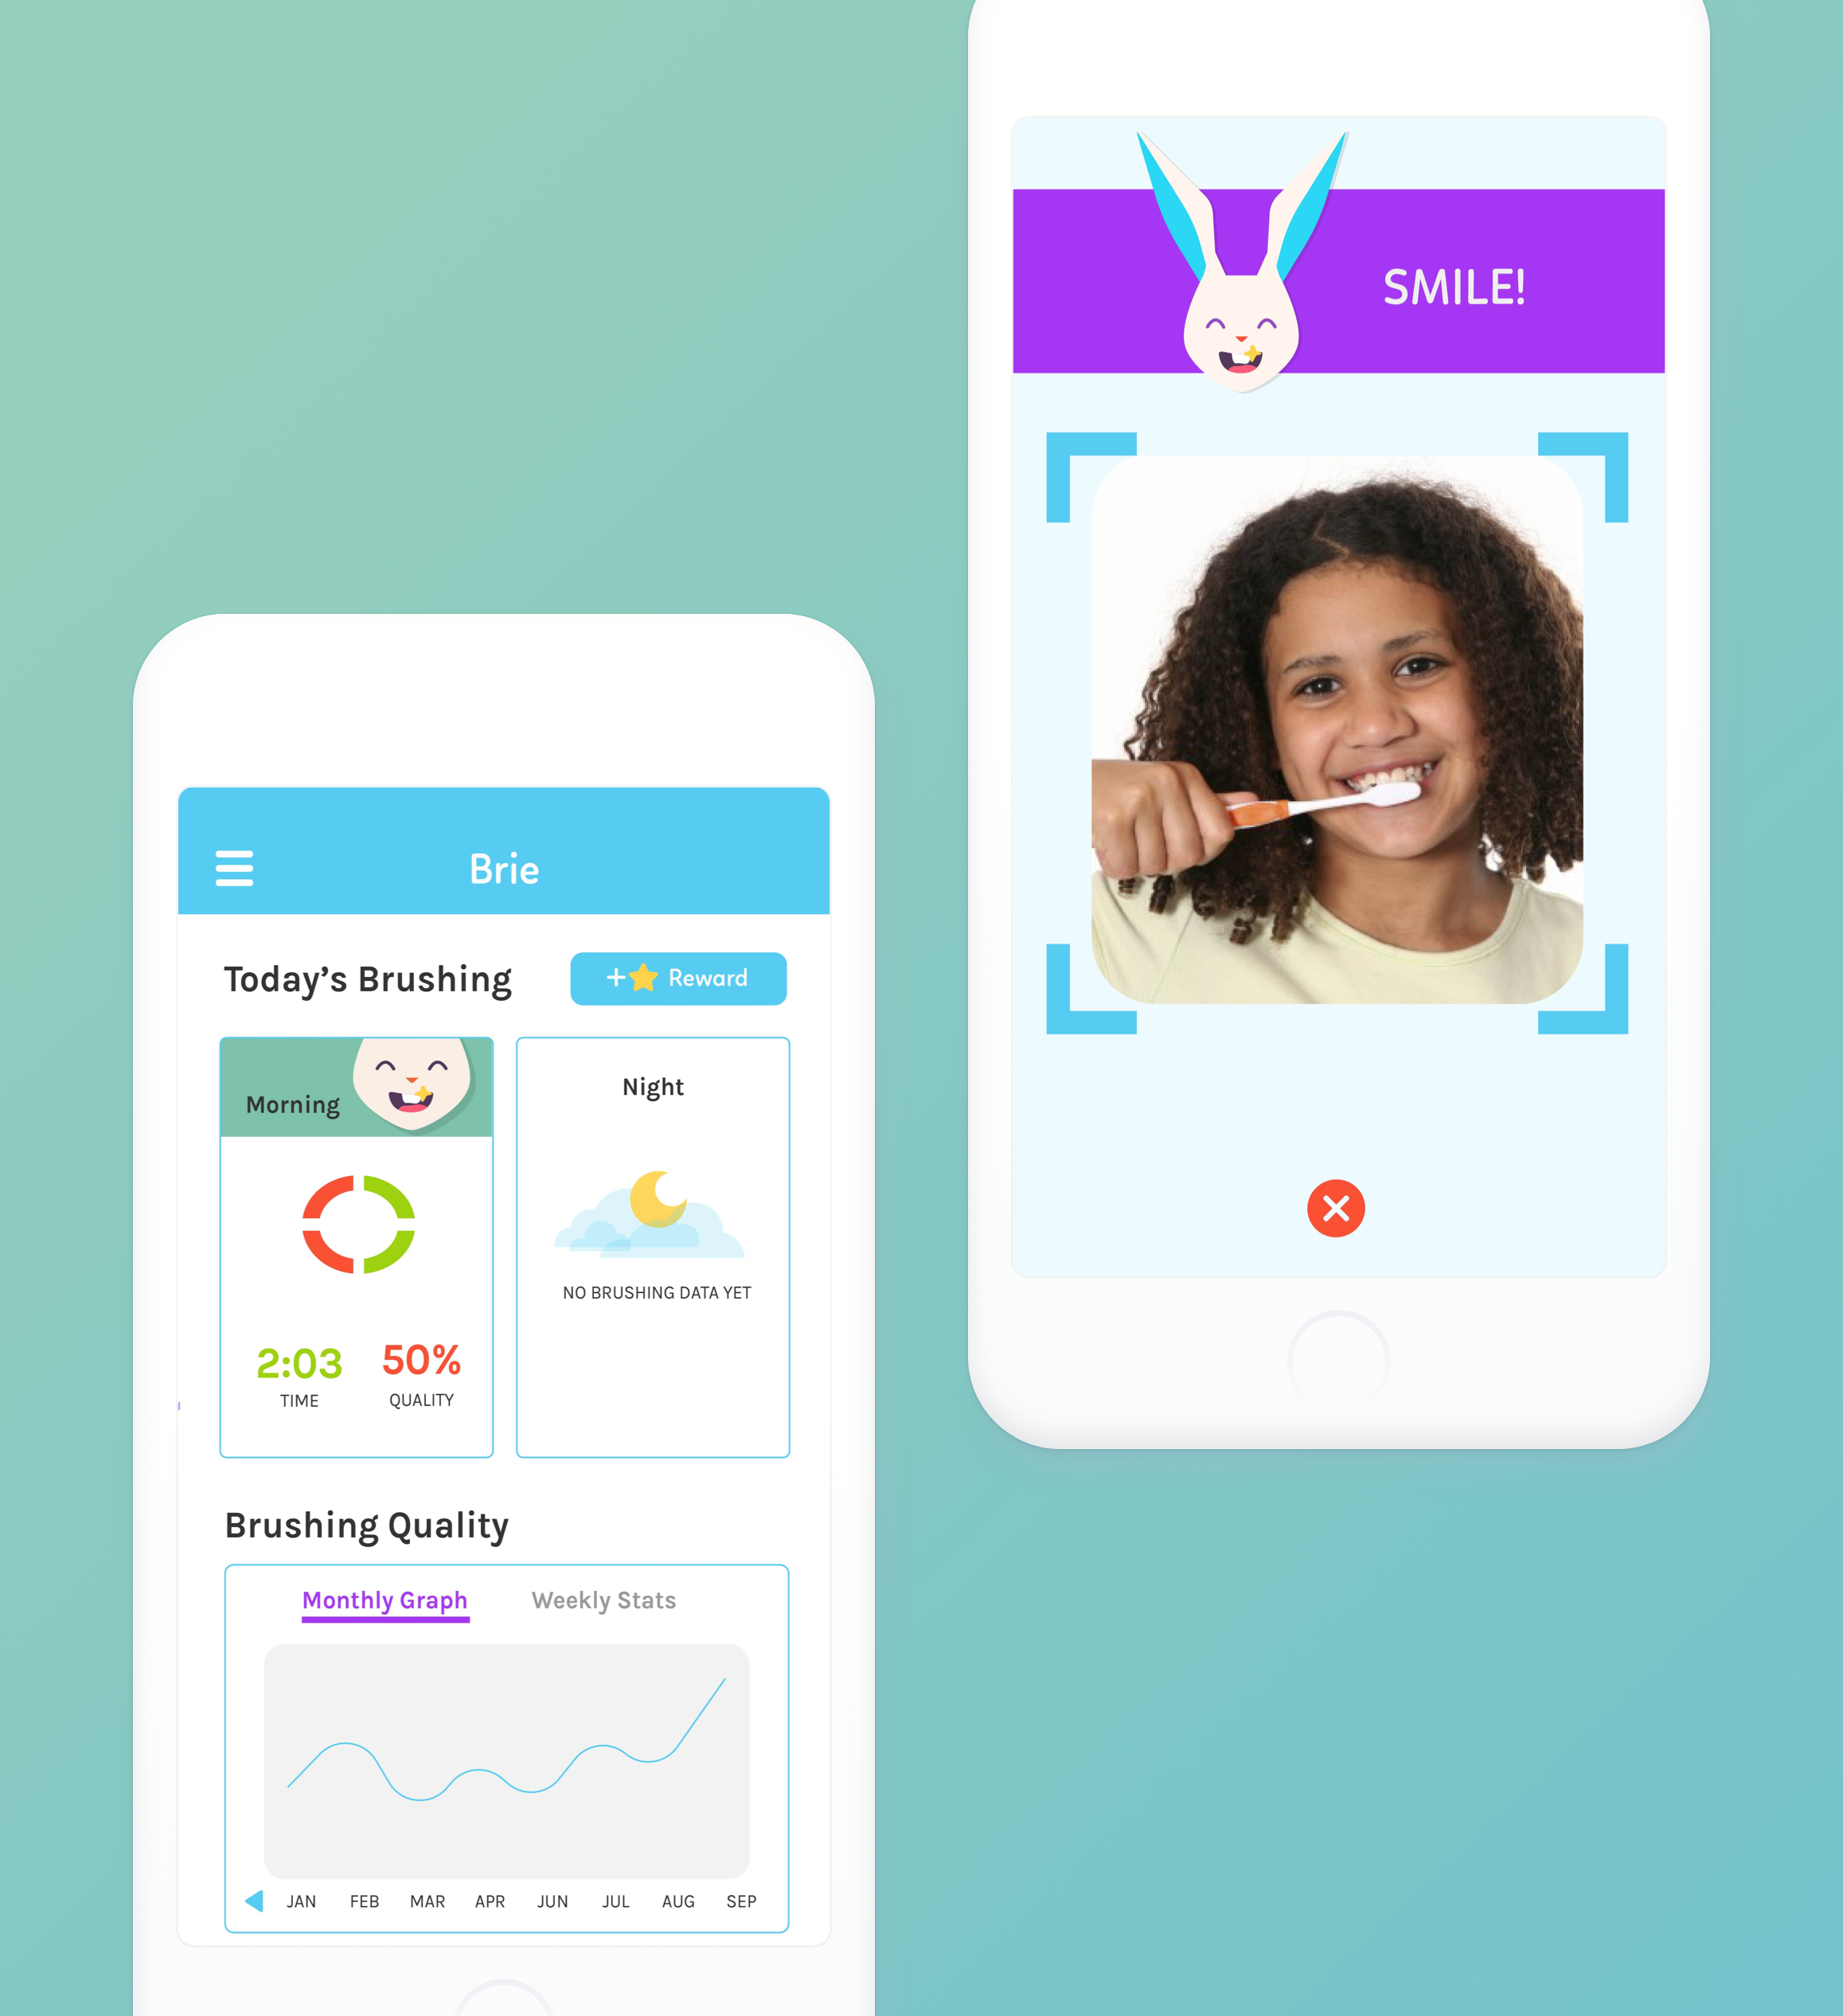 SMILE!
Brie
Today’s Brushing
+ Reward
Morning
Night
NO BRUSHING DATA YET
2:03
50%
TIME
QUALITY
Brushing Quality
Monthly Graph Weekly Stats
JAN FEB MAR APR JUN JUL AUG SEP